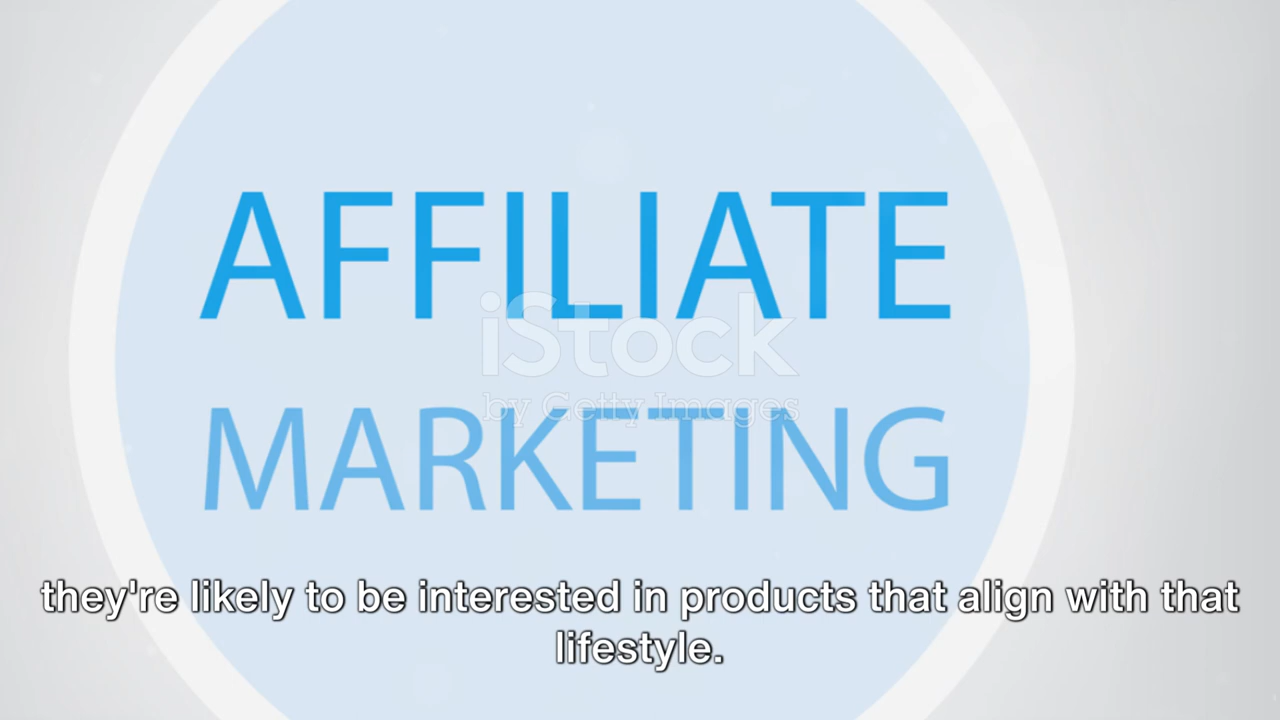 AFFILIATE
iStock
by Getty Images
MARKETING
they're likely to be interested in products that align with that
lifestyle.